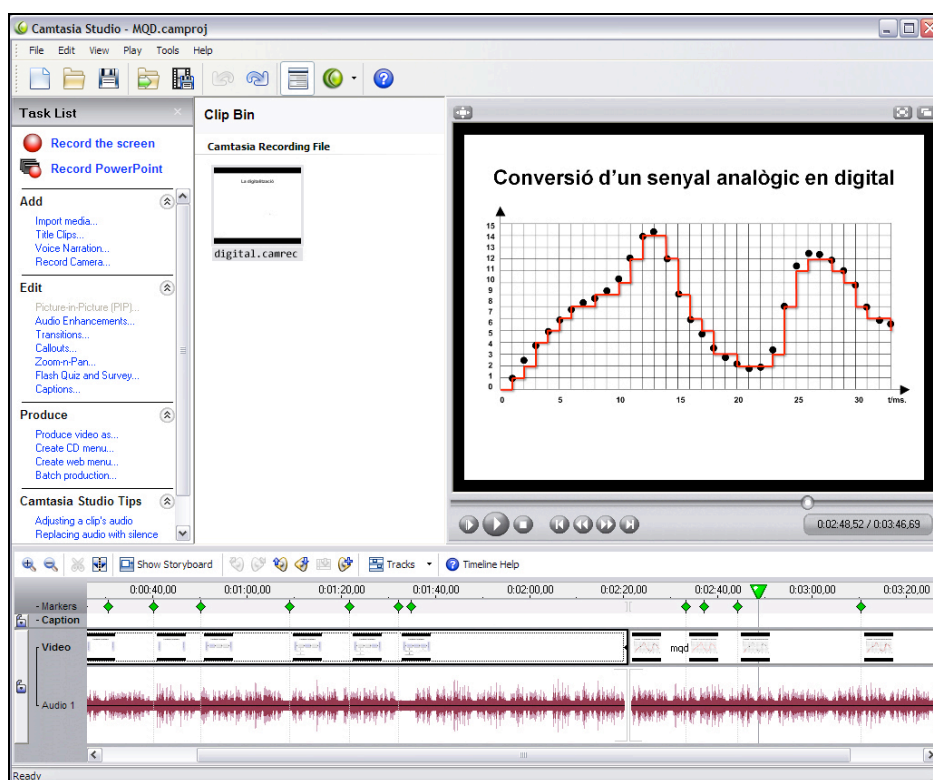 Camtasia Studio - MQD.camproj
File Edit View Play Tools Help
Task List
Record the screen
Record PowerPoint
Add
Import media...
Title Clips...
Voice Narration...
Record Camera...
Edit
Picture-in-Picture (PIP)...
Audio Enhancements...
Transitions...
Callouts...
Zoom-n-Pan...
Flash Quiz and Survey...
Captions...
Produce
Produce video as...
Create CD menu...
Create web menu...
Batch production...
Camtasia Studio Tips
Adjusting a clip's audio
Replacing audio with silence
Clip Bin
Camtasia Recording File
La digitalització
digital.camrec
Conversió d'un senyal analògic en digital
15
14
13
12
11
10
9
8
7
6
5
4
3
2
1
0
0 5 10 15 20 25 30 t/ms.
0:02:48,52 / 0:03:46,69
Show Storyboard Tracks Timeline Help
0:00:40,00 0:01:00,00 0:01:20,00 0:01:40,00 0:02:00,00 0:02:20,00 0:02:40,00 0:03:00,00 0:03:20,00
- Markers
- Caption
Video
mqd
Audio 1
Ready